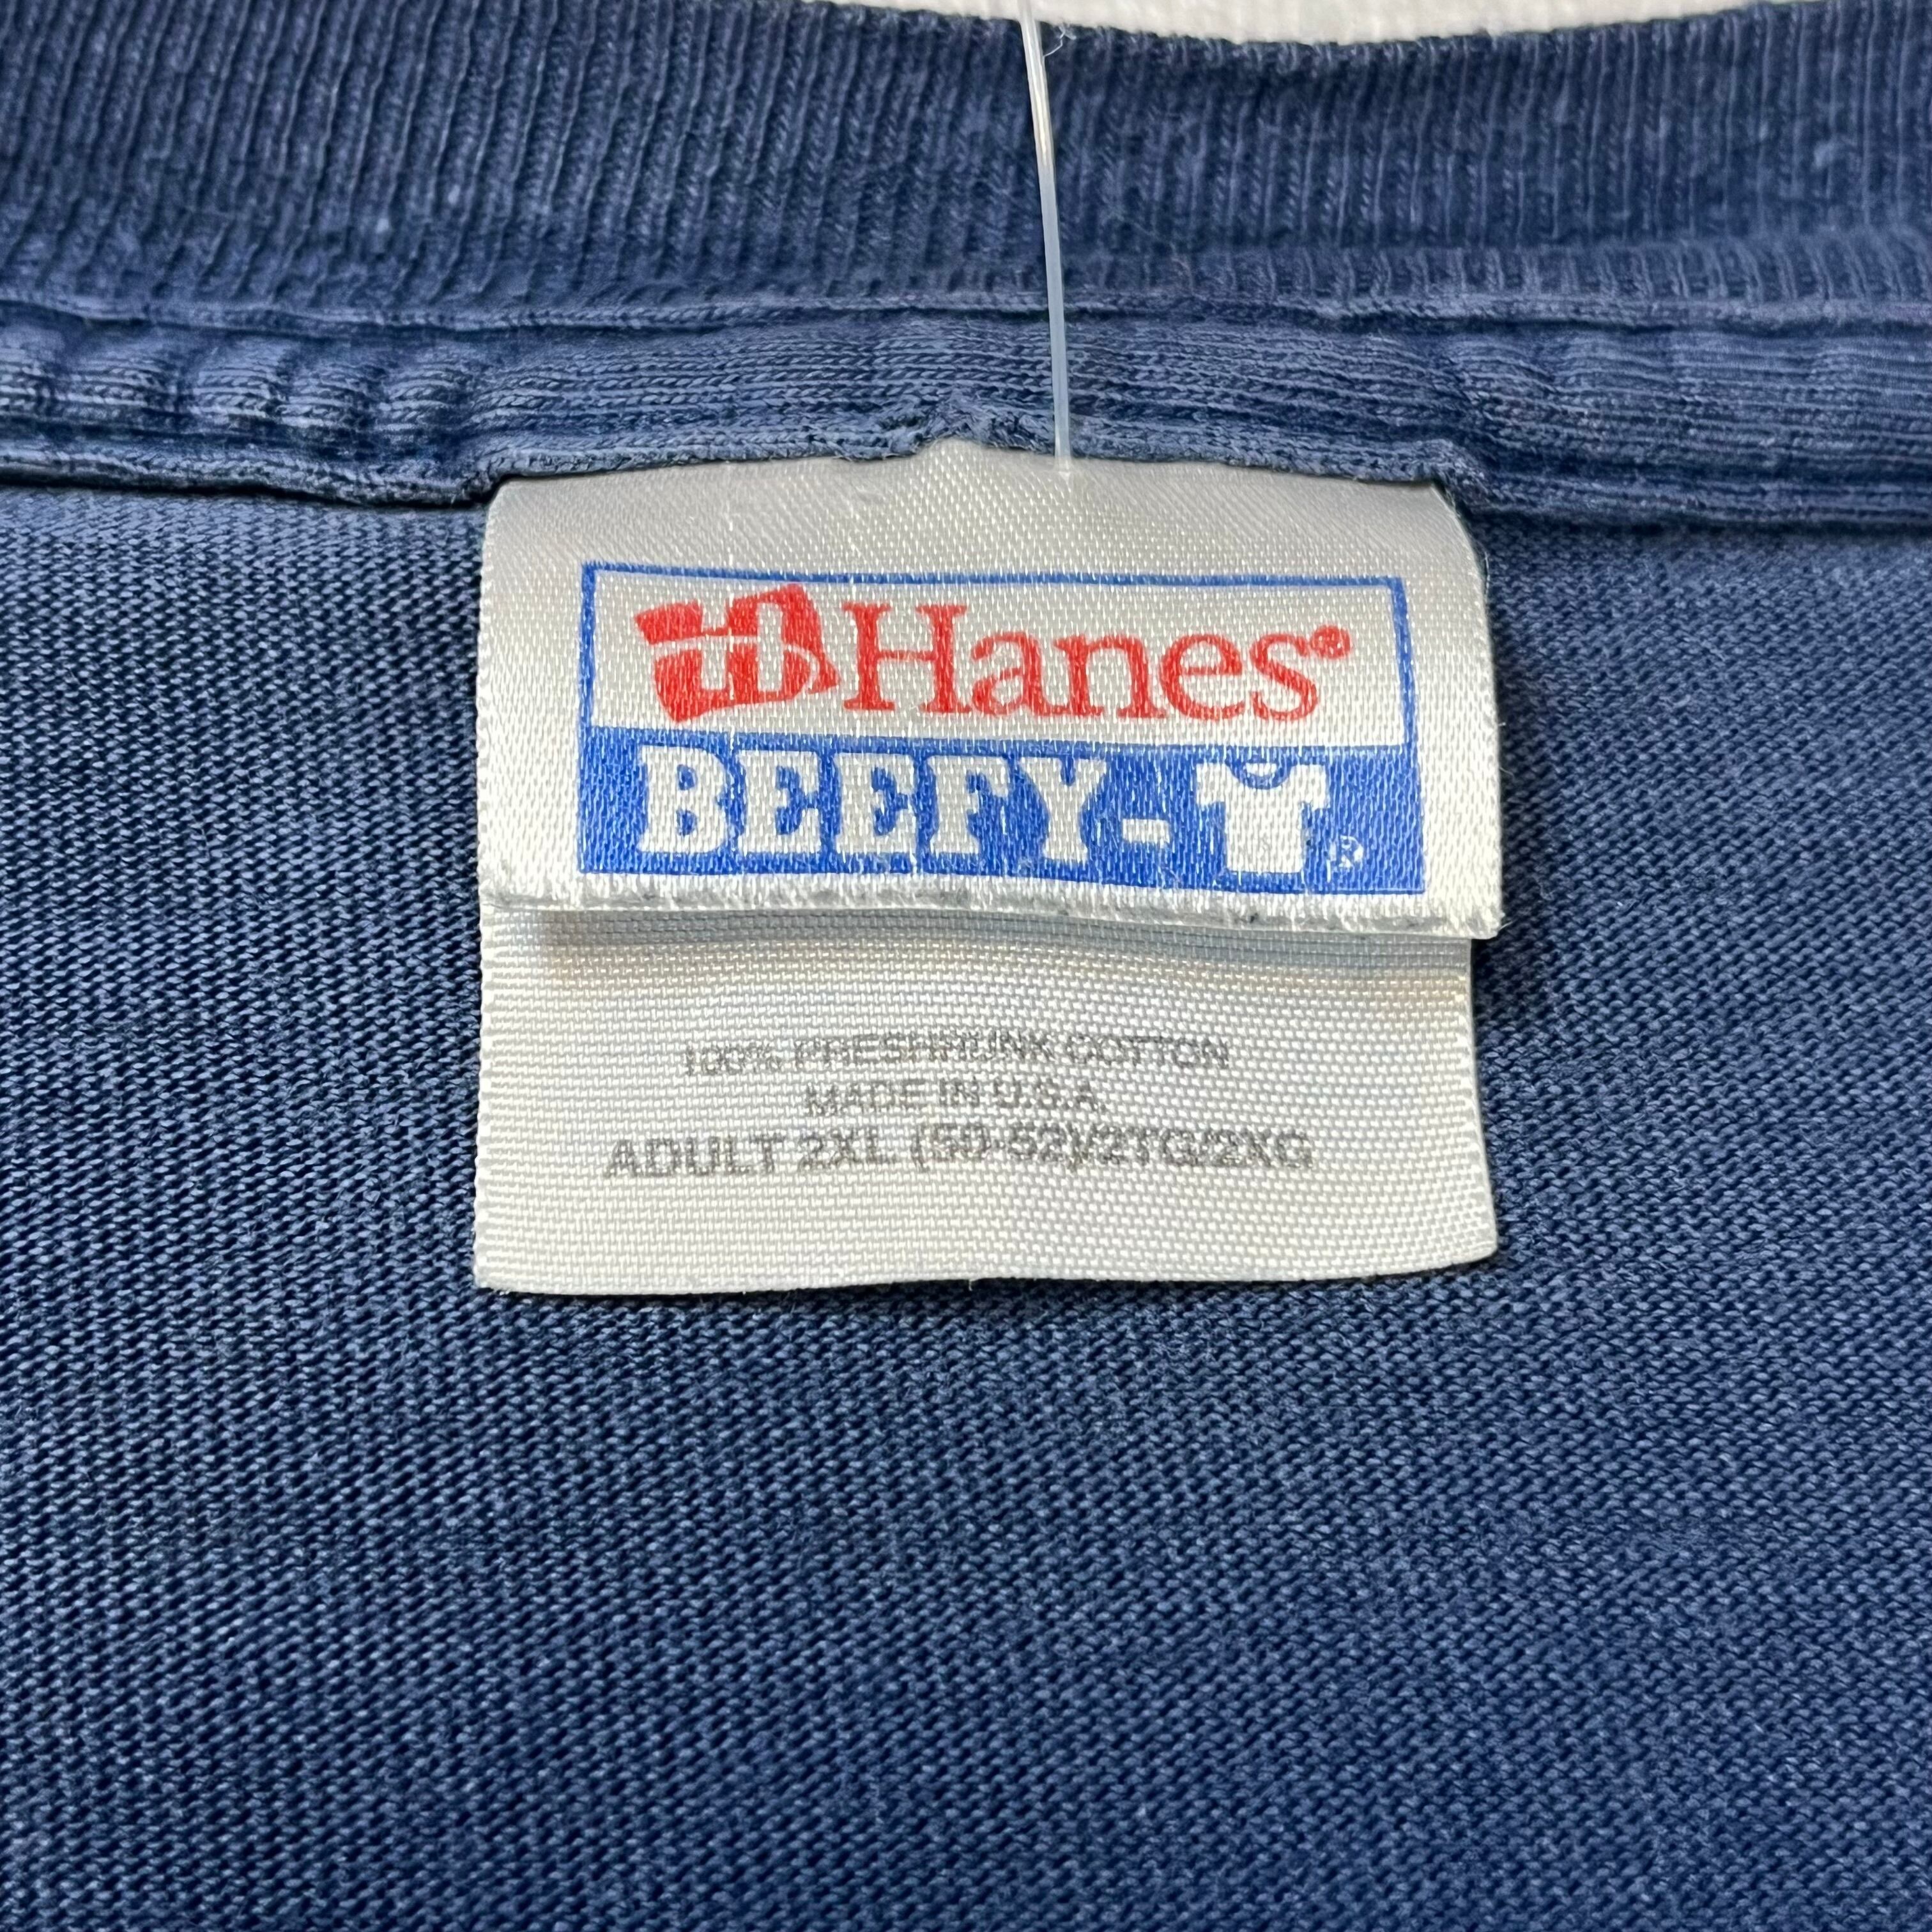 Hanes®
BEEFY-®
100% PRESHRUNK COTTON
MADE IN U.S.A.
ADULT 2XL (50-52)/2TG/2XG